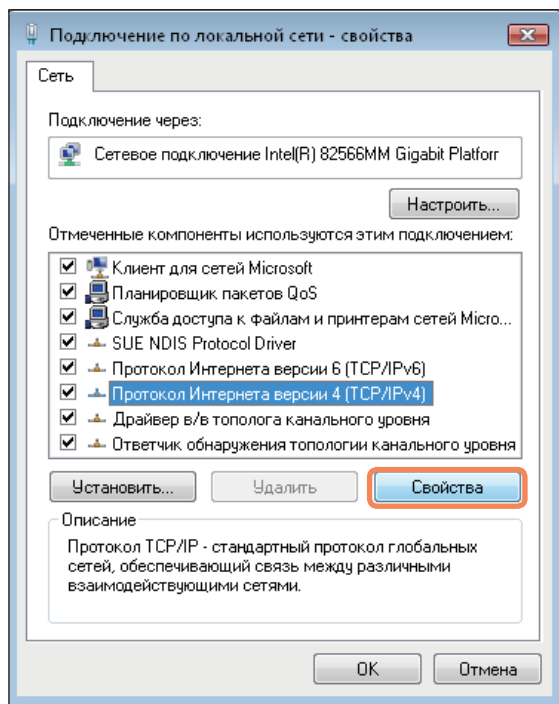 Подключение по локальной сети - свойства
Сеть
Подключение через:
Сетевое подключение Intel(R) 82566MM Gigabit Platforr
Настроить...
Отмеченные компоненты используются этим подключением:
Клиент для сетей Microsoft
Планировщик пакетов QoS
Служба доступа к файлам и принтерам сетей Micro...
SUE NDIS Protocol Driver
Протокол Интернета версии 6 (TCP/IPv6)
Протокол Интернета версии 4 (TCP/IPv4)
Драйвер в/в тополога канального уровня
Ответчик обнаружения топологии канального уровня
Установить... Удалить Свойства
Описание
Протокол TCP/IP - стандартный протокол глобальных
сетей, обеспечивающий связь между различными
взаимодействующими сетями.
OK Отмена